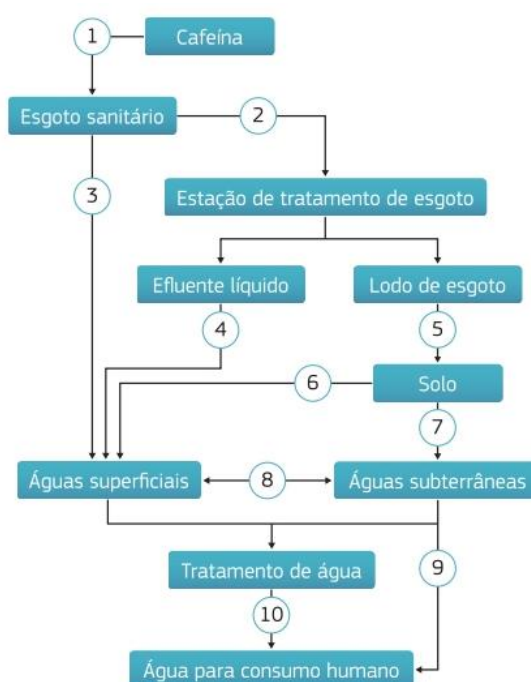 1
Cafeína
Esgoto sanitário
2
3
Estação de tratamento de esgoto
Efluente líquido
Lodo de esgoto
4
5
6
Solo
7
Águas superficiais
8
Águas subterrâneas
Tratamento de água
9
10
Água para consumo humano